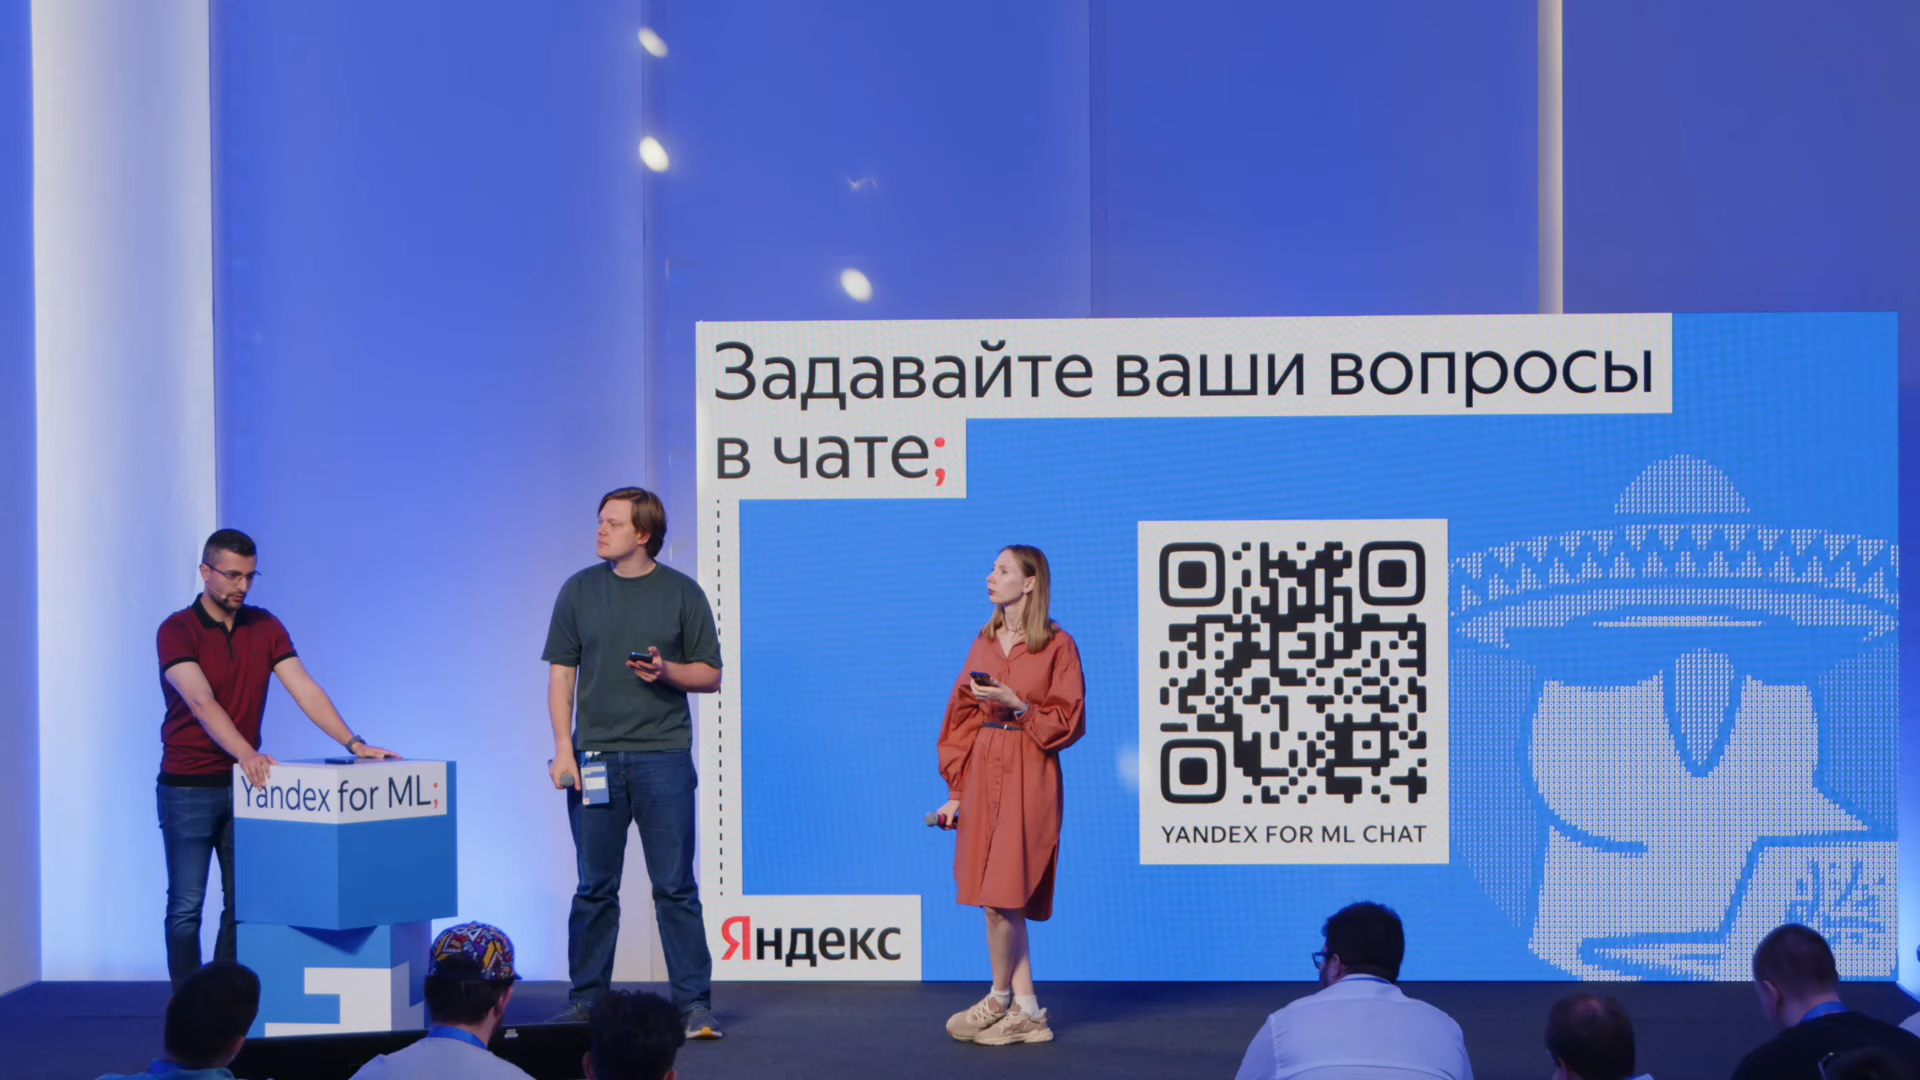 Задавайте ваши вопросы
в чате;
YANDEX FOR ML CHAT
Яндекс
Yandex for ML;